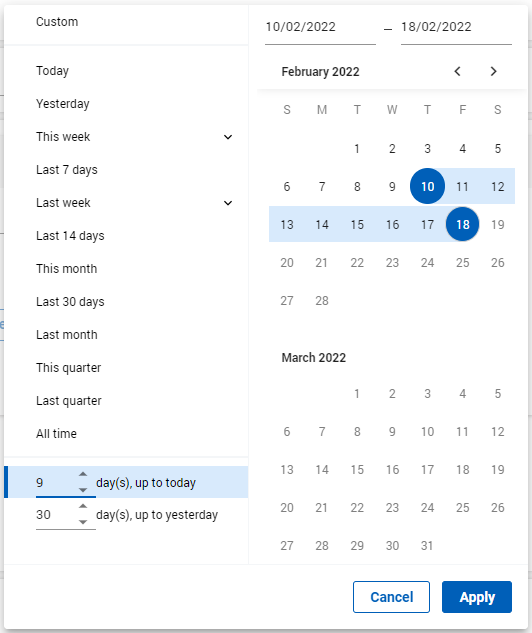 Custom
Today
Yesterday
This week
Last 7 days
Last week
Last 14 days
This month
Last 30 days
Last month
This quarter
Last quarter
All time
9 day(s), up to today
30 day(s), up to yesterday
10/02/2022 – 18/02/2022
February 2022
S M T W T F S
1 2 3 4 5
6 7 8 9 10 11 12
13 14 15 16 17 18 19
20 21 22 23 24 25 26
27 28
March 2022
1 2 3 4 5
6 7 8 9 10 11 12
13 14 15 16 17 18 19
20 21 22 23 24 25 26
27 28 29 30 31
Cancel Apply